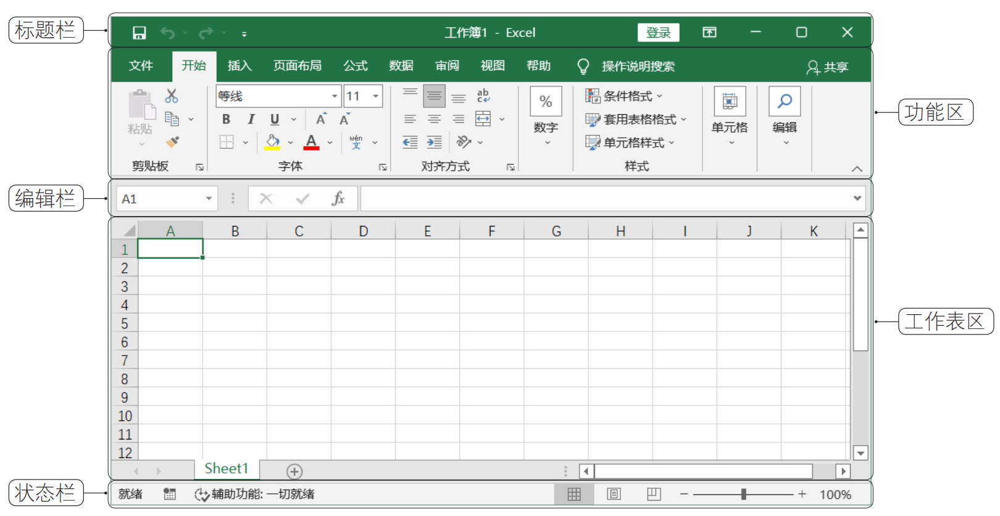 标题栏
工作簿1 - Excel
登录
文件 开始 插入 页面布局 公式 数据 审阅 视图 帮助 操作说明搜索 共享
功能区
粘贴
剪贴板
等线 11
B I U A A
A wén 文
字体
ab
c
ab
对齐方式
%
数字
条件格式
套用表格格式
单元格样式
样式
单元格
编辑
编辑栏
A1 fx
A B C D E F G H I J K
1
2
3
4
5
6
7
8
9
10
11
12
工作表区
Sheet1
状态栏
就绪 辅助功能: 一切就绪 100%